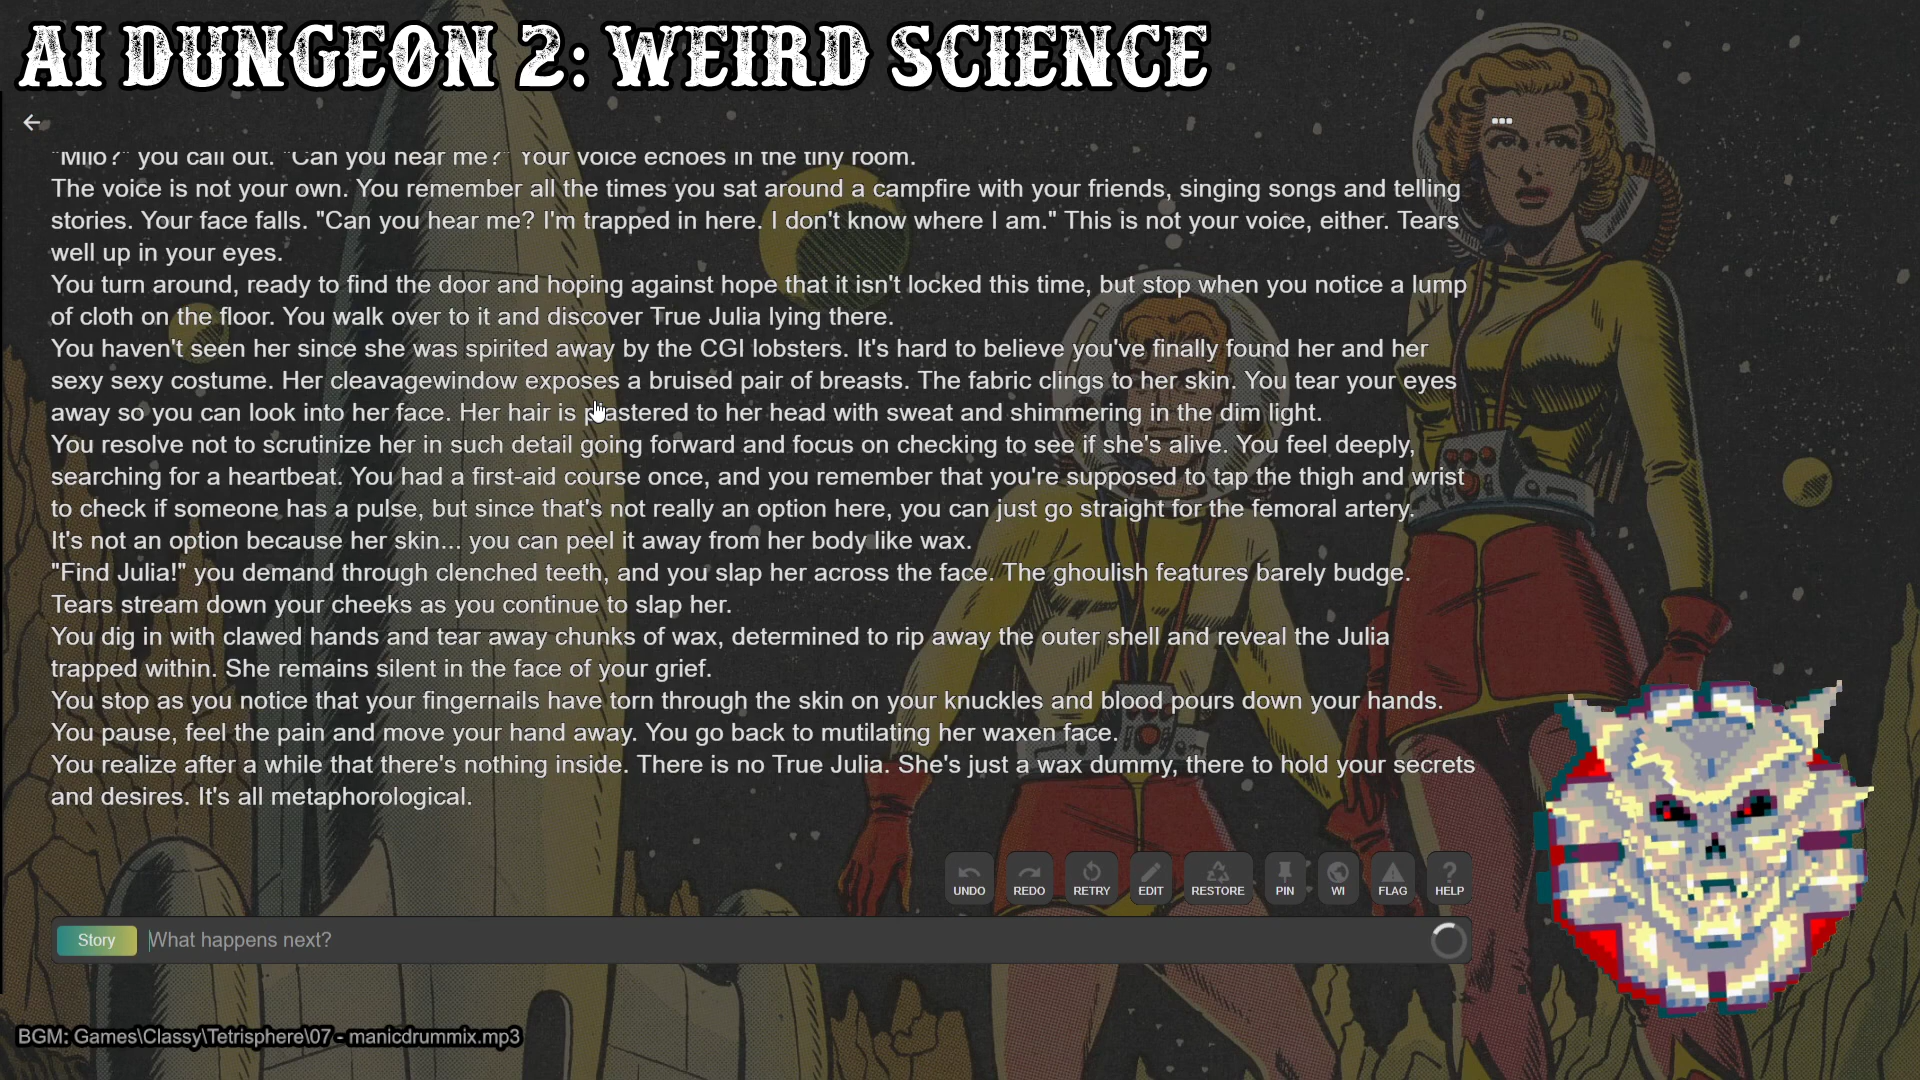 AI DUNGEON 2: WEIRD SCIENCE
"Milo?" you call out. "Can you hear me?" Your voice echoes in the tiny room.
The voice is not your own. You remember all the times you sat around a campfire with your friends, singing songs and telling
stories. Your face falls. "Can you hear me? I'm trapped in here. I don't know where I am." This is not your voice, either. Tears
well up in your eyes.
You turn around, ready to find the door and hoping against hope that it isn't locked this time, but stop when you notice a lump
of cloth on the floor. You walk over to it and discover True Julia lying there.
You haven't seen her since she was spirited away by the CGI lobsters. It's hard to believe you've finally found her and her
sexy sexy costume. Her cleavagewindow exposes a bruised pair of breasts. The fabric clings to her skin. You tear your eyes
away so you can look into her face. Her hair is plastered to her head with sweat and shimmering in the dim light.
You resolve not to scrutinize her in such detail going forward and focus on checking to see if she's alive. You feel deeply,
searching for a heartbeat. You had a first-aid course once, and you remember that you're supposed to tap the thigh and wrist
to check if someone has a pulse, but since that's not really an option here, you can just go straight for the femoral artery.
It's not an option because her skin... you can peel it away from her body like wax.
"Find Julia!" you demand through clenched teeth, and you slap her across the face. The ghoulish features barely budge.
Tears stream down your cheeks as you continue to slap her.
You dig in with clawed hands and tear away chunks of wax, determined to rip away the outer shell and reveal the Julia
trapped within. She remains silent in the face of your grief.
You stop as you notice that your fingernails have torn through the skin on your knuckles and blood pours down your hands.
You pause, feel the pain and move your hand away. You go back to mutilating her waxen face.
You realize after a while that there's nothing inside. There is no True Julia. She's just a wax dummy, there to hold your secrets
and desires. It's all metaphorological.
UNDO REDO RETRY EDIT RESTORE PIN WI FLAG HELP
Story What happens next?
BGM: Games\Classy\Tetrisphere\07 - manicdrummix.mp3